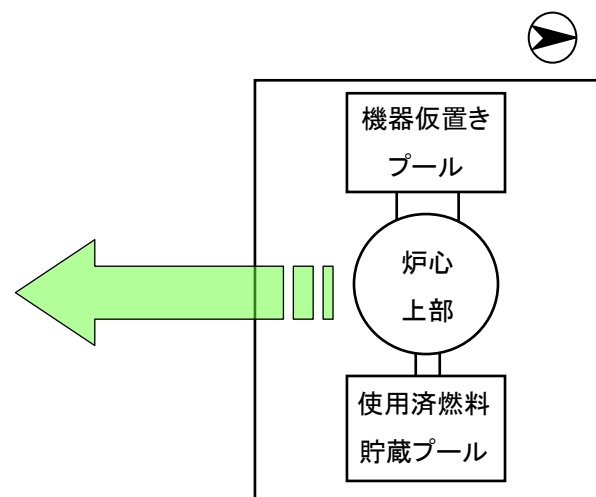 機器仮置き
プール
炉心
上部
使用済燃料
貯蔵プール